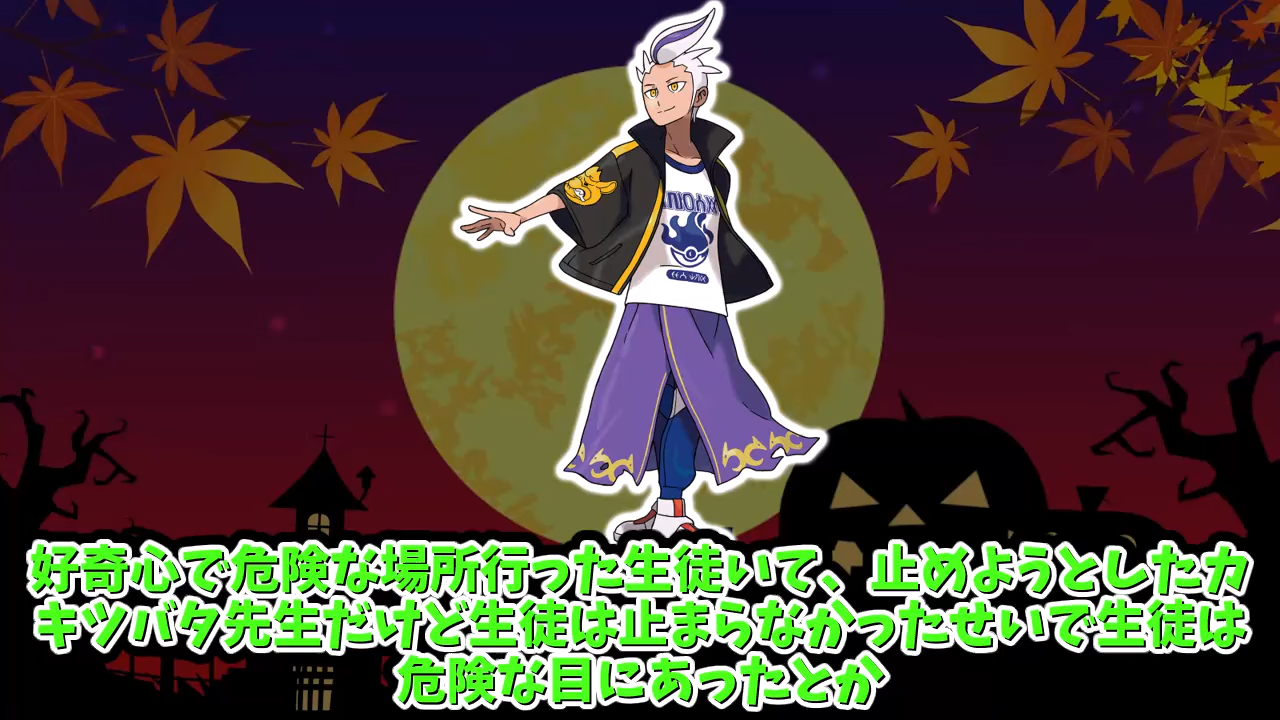 好奇心で危険な場所行った生徒いて、止めようとしたカ
キツバタ先生だけど生徒は止まらなかったせいで生徒は
危険な目にあったとか